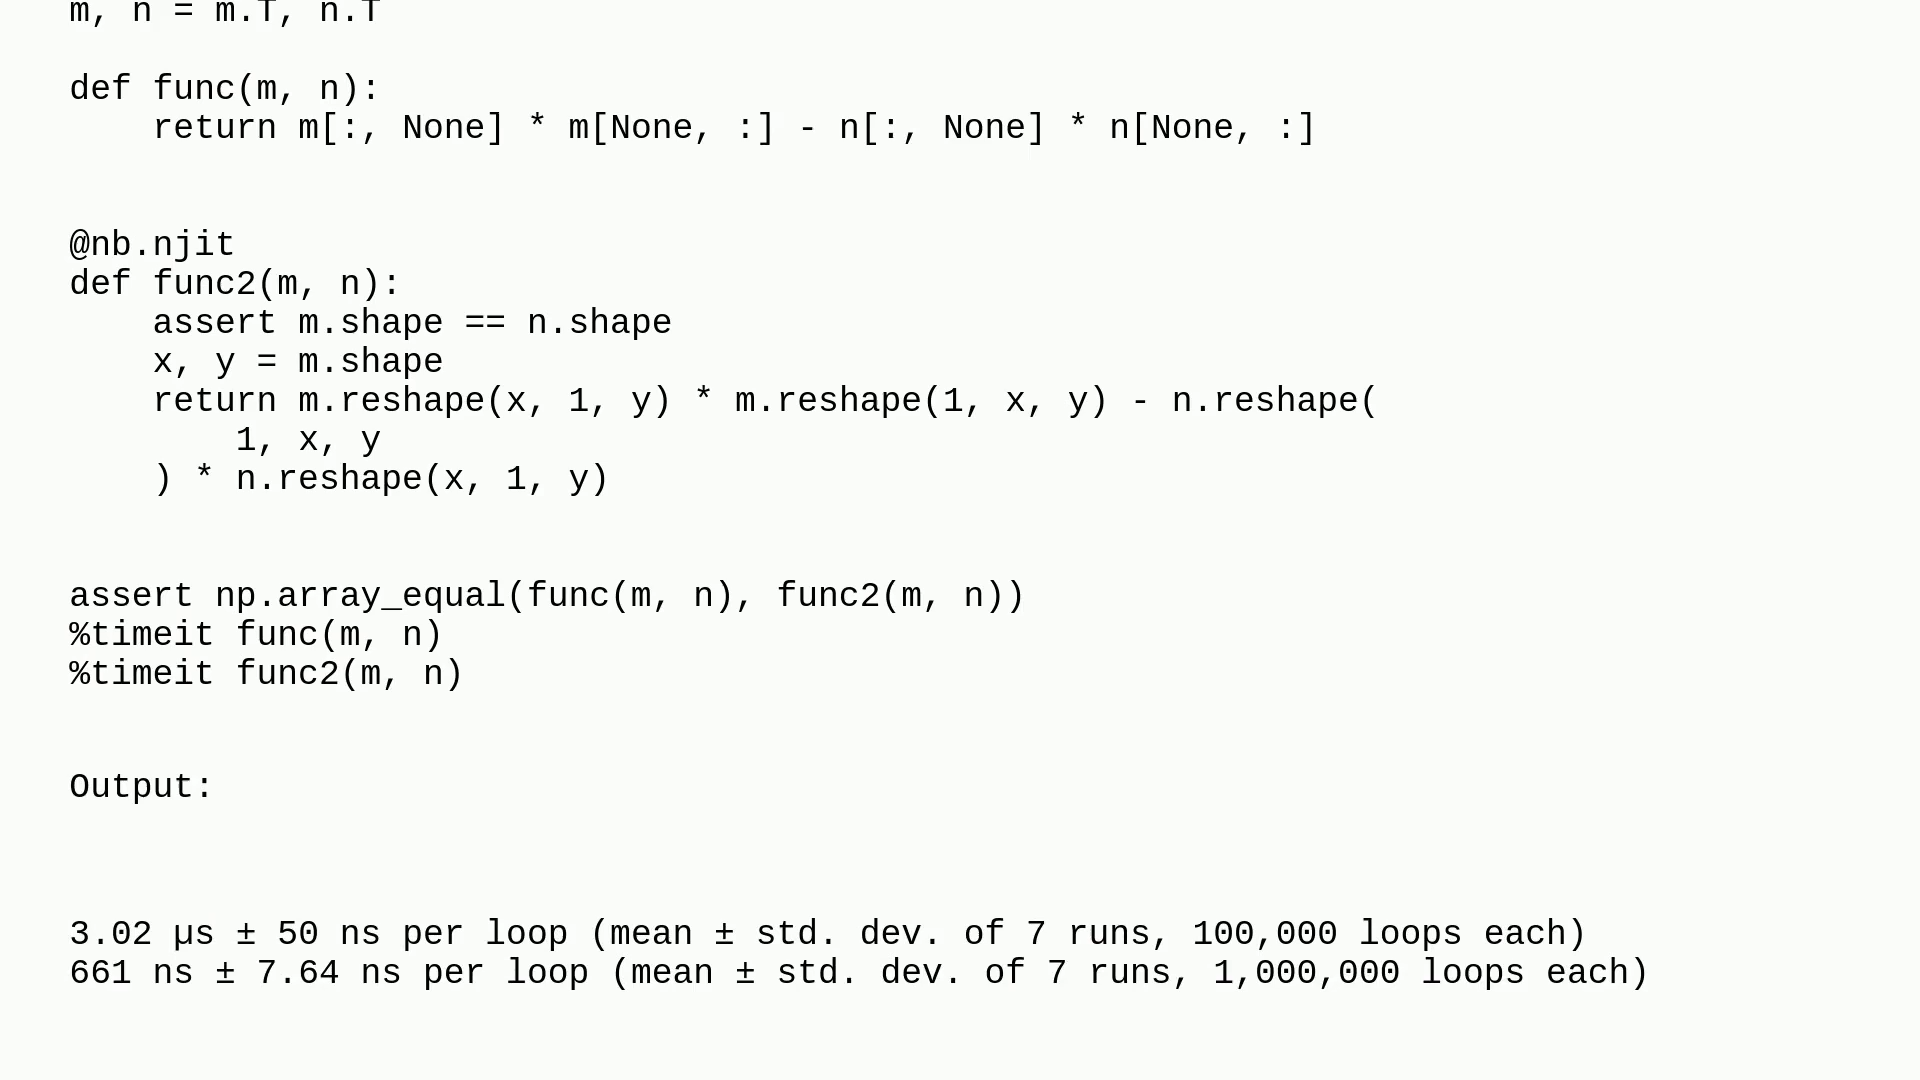 m, n = m.T, n.T
def func(m, n):
    return m[:, None] * m[None, :] - n[:, None] * n[None, :]
@nb.njit
def func2(m, n):
    assert m.shape == n.shape
    x, y = m.shape
    return m.reshape(x, 1, y) * m.reshape(1, x, y) - n.reshape(
        1, x, y
    ) * n.reshape(x, 1, y)
assert np.array_equal(func(m, n), func2(m, n))
%timeit func(m, n)
%timeit func2(m, n)
Output:
3.02 µs ± 50 ns per loop (mean ± std. dev. of 7 runs, 100,000 loops each)
661 ns ± 7.64 ns per loop (mean ± std. dev. of 7 runs, 1,000,000 loops each)